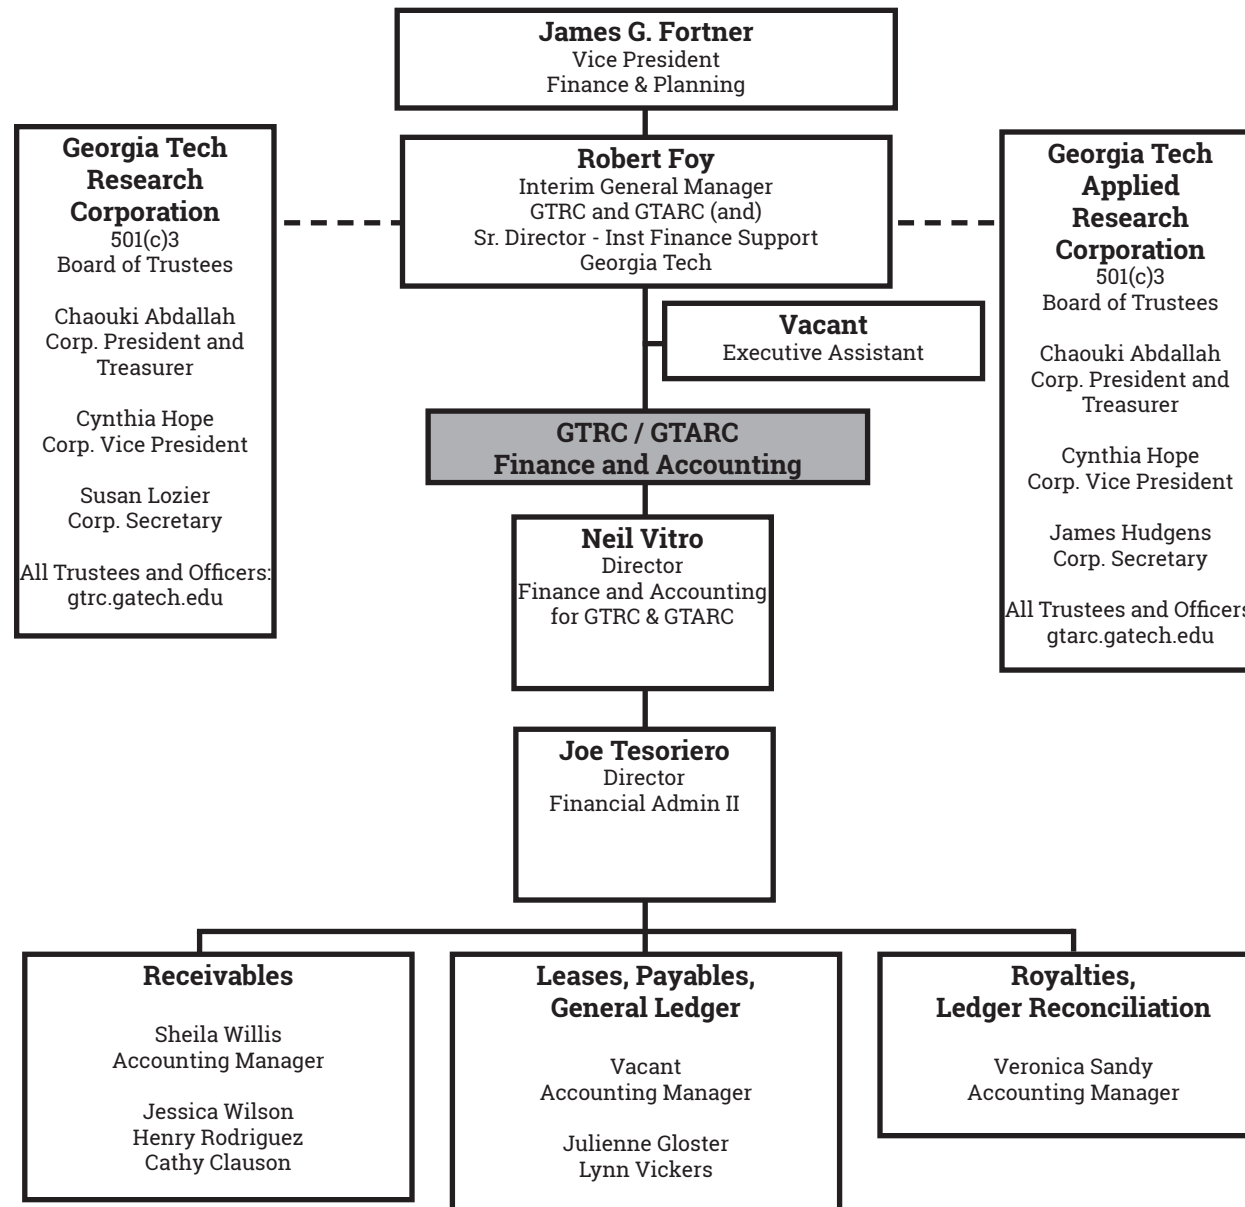 James G. Fortner
Vice President
Finance & Planning
Georgia Tech
Research
Corporation
501(c)3
Board of Trustees
Chaouki Abdallah
Corp. President and
Treasurer
Cynthia Hope
Corp. Vice President
Susan Lozier
Corp. Secretary
All Trustees and Officers:
gtrc.gatech.edu
Robert Foy
Interim General Manager
GTRC and GTARC (and)
Sr. Director - Inst Finance Support
Georgia Tech
Georgia Tech
Applied
Research
Corporation
501(c)3
Board of Trustees
Chaouki Abdallah
Corp. President and
Treasurer
Cynthia Hope
Corp. Vice President
James Hudgens
Corp. Secretary
All Trustees and Officers
gtarc.gatech.edu
Vacant
Executive Assistant
GTRC / GTARC
Finance and Accounting
Neil Vitro
Director
Finance and Accounting
for GTRC & GTARC
Joe Tesoriero
Director
Financial Admin II
Receivables
Sheila Willis
Accounting Manager
Jessica Wilson
Henry Rodriguez
Cathy Clauson
Leases, Payables,
General Ledger
Vacant
Accounting Manager
Julienne Gloster
Lynn Vickers
Royalties,
Ledger Reconciliation
Veronica Sandy
Accounting Manager